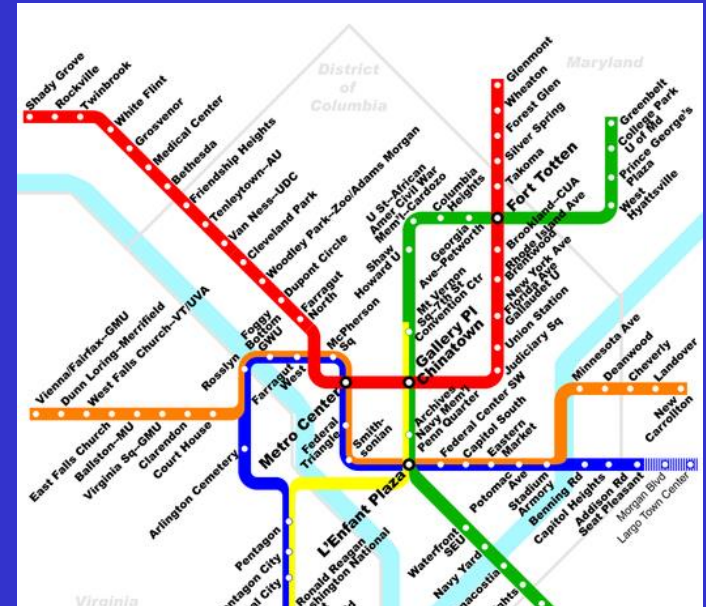 District
of
Columbia
Maryland
Shady Grove
Rockville
Twinbrook
White Flint
Grosvenor
Medical Center
Bethesda
Friendship Heights
Tenleytown–AU
Van Ness–UDC
Cleveland Park
Woodley Park–Zoo/Adams Morgan
Dupont Circle
Farragut
North
Glenmont
Wheaton
Forest Glen
Silver Spring
Takoma
Fort Totten
Brookland–CUA
Rhode Island Ave
Brentwood
New York Ave
Florida Ave
Gallaudet U
Union Station
Judiciary Sq
Greenbelt
College Park
U of Md
Prince George's
Plaza
West
Hyattsville
U St–African
Amer Civil War
Mem'l–Cardozo
Columbia
Heights
Georgia
Ave–Petworth
Shaw
Howard U
Mt Vernon
Sq–7th St
Convention Ctr
Gallery Pl
Chinatown
Vienna/Fairfax–GMU
Dunn Loring–Merrifield
West Falls Church–VT/UVA
East Falls Church
Ballston–MU
Virginia Sq–GMU
Clarendon
Court House
Rosslyn
Foggy
Bottom
GWU
Farragut
West
McPherson
Sq
Metro Center
Federal
Triangle
Smith-
sonian
Archives
Navy Mem'l
Penn Quarter
Federal Center SW
Capitol South
Eastern
Market
Potomac
Ave
Stadium
Armory
Minnesota Ave
Deanwood
Cheverly
Landover
New
Carrollton
Benning Rd
Capitol Heights
Addison Rd
Seat Pleasant
Morgan Blvd
Largo Town Center
Arlington Cemetery
L'Enfant Plaza
Pentagon
ntagon City
al City
Ronald Reagan
shington National
Waterfront
SEU
Navy Yard
nacostia
ghts
Virginia